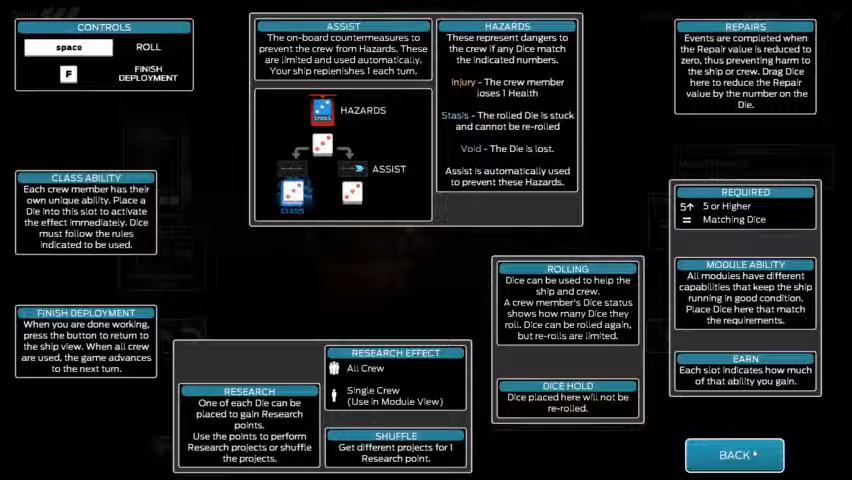 CONTROLS
space ROLL
F FINISH
DEPLOYMENT
ASSIST
The on-board countermeasures to
prevent the crew from Hazards. These
are limited and used automatically.
Your ship replenishes 1 each turn.
STASIS
HAZARDS
ASSIST
STASIS
HAZARDS
These represent dangers to
the crew if any Dice match
the indicated numbers.
Injury - The crew member
loses 1 Health
Stasis - The rolled Die is stuck
and cannot be re-rolled
Void - The Die is lost.
Assist is automatically used
to prevent these Hazards.
REPAIRS
Events are completed when
the Repair value is reduced to
zero, thus preventing harm to
the ship or crew. Drag Dice
here to reduce the Repair
value by the number on the
Die.
CLASS ABILITY
Each crew member has their
own unique ability. Place a
Die into this slot to activate
the effect immediately. Dice
must follow the rules
indicated to be used.
REQUIRED
5↑ 5 or Higher
= Matching Dice
MODULE ABILITY
All modules have different
capabilities that keep the ship
running in good condition.
Place Dice here that match
the requirements.
EARN
Each slot indicates how much
of that ability you gain.
ROLLING
Dice can be used to help the
ship and crew.
A crew member's Dice status
shows how many Dice they
roll. Dice can be rolled again,
but re-rolls are limited.
DICE HOLD
Dice placed here will not be
re-rolled.
FINISH DEPLOYMENT
When you are done working,
press the button to return to
the ship view. When all crew
are used, the game advances
to the next turn.
RESEARCH
One of each Die can be
placed to gain Research
points.
Use the points to perform
Research projects or shuffle
the projects.
RESEARCH EFFECT
All Crew
Single Crew
(Use in Module View)
SHUFFLE
Get different projects for 1
Research point.
BACK